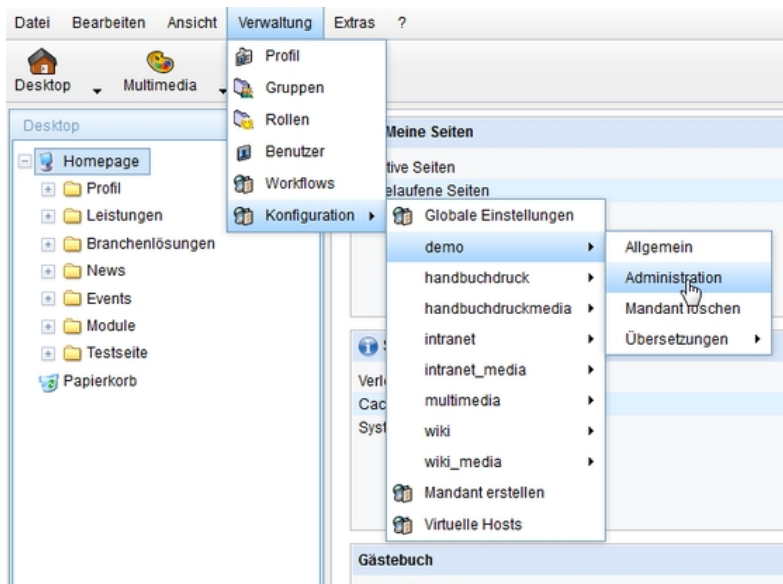 Datei Bearbeiten Ansicht Verwaltung Extras ?
Desktop Multimedia
Profil
Gruppen
Rollen
Benutzer
Workflows
Konfiguration
Desktop
Homepage
Profil
Leistungen
Branchenlösungen
News
Events
Module
Testseite
Papierkorb
Meine Seiten
Seiten
Seiten
Globale Einstellungen
demo
handbuchdruck
handbuchdruckmedia
intranet
intranet_media
multimedia
wiki
wiki_media
Mandant erstellen
Virtuelle Hosts
Allgemein
Administration
Mandant löschen
Übersetzungen
Gästebuch